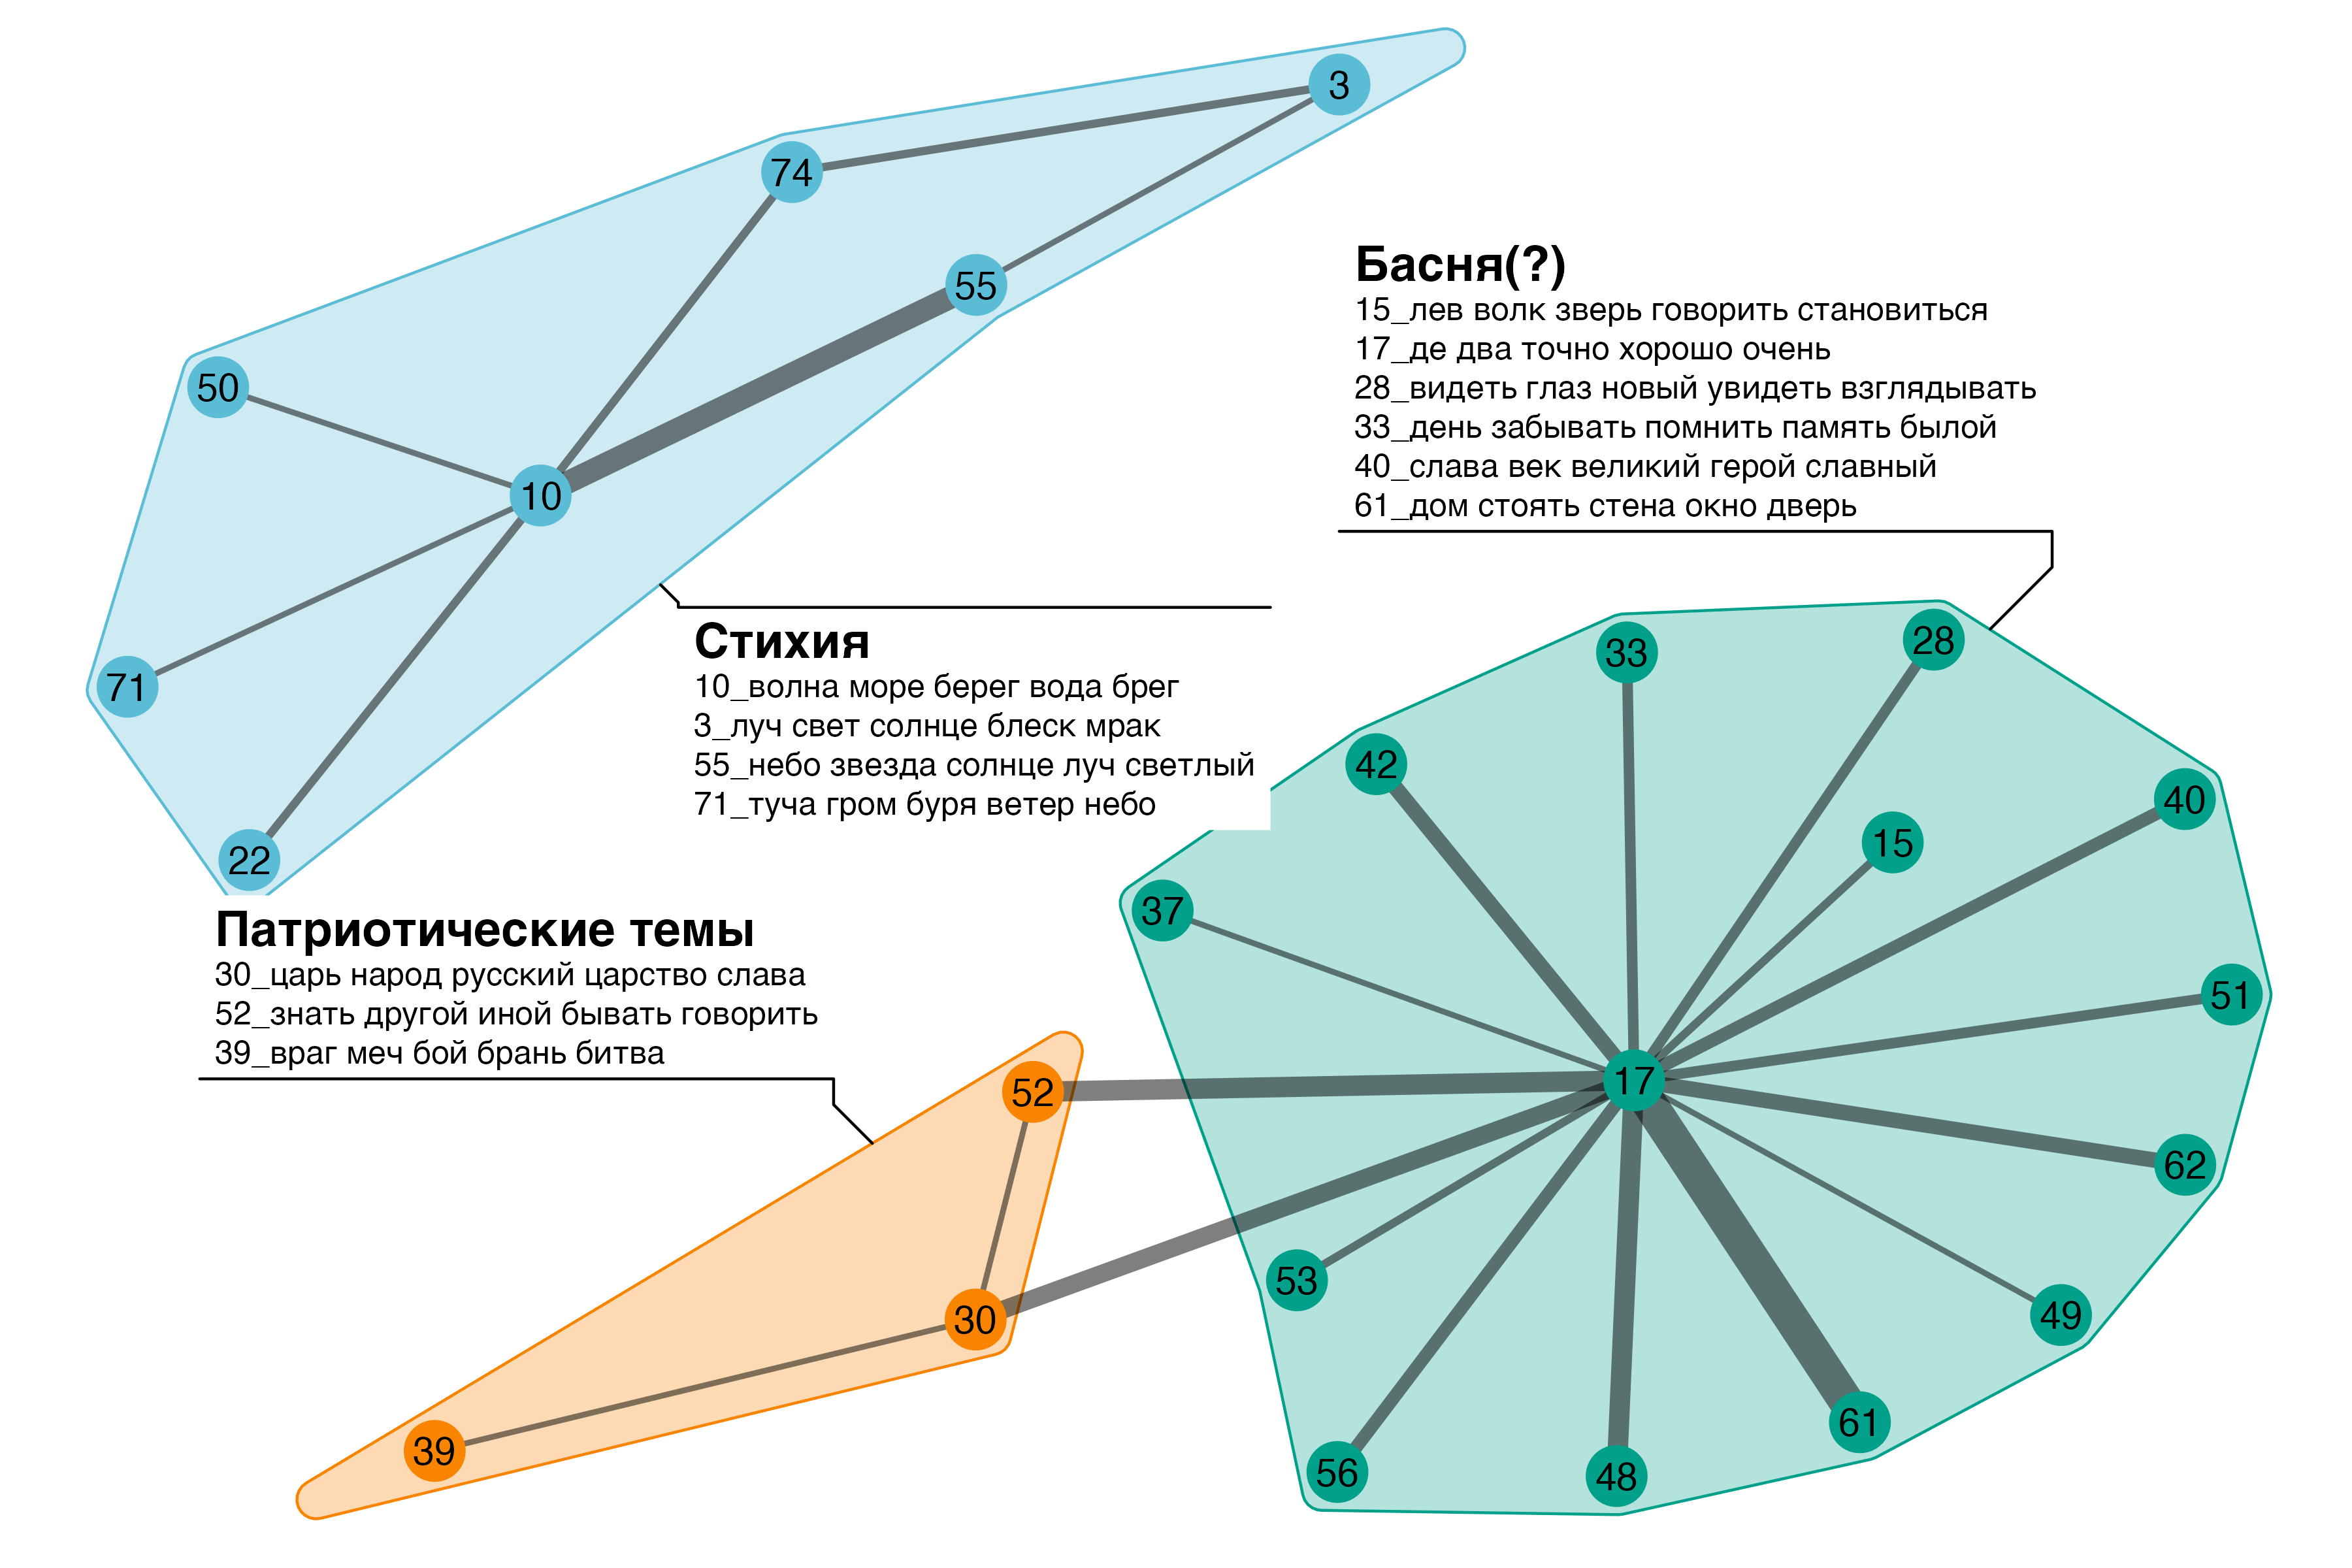 3
74
55
50
10
71
22
Басня(?)
15_лев волк зверь говорить становиться
17_де два точно хорошо очень
28_видеть глаз новый увидеть взглядывать
33_день забывать помнить память былой
40_слава век великий герой славный
61_дом стоять стена окно дверь
Стихия
10_волна море берег вода брег
3_луч свет солнце блеск мрак
55_небо звезда солнце луч светлый
71_туча гром буря ветер небо
Патриотические темы
30_царь народ русский царство слава
52_знать другой иной бывать говорить
39_враг меч бой брань битва
33
28
42
40
15
37
51
17
52
62
53
30
49
61
39
56
48